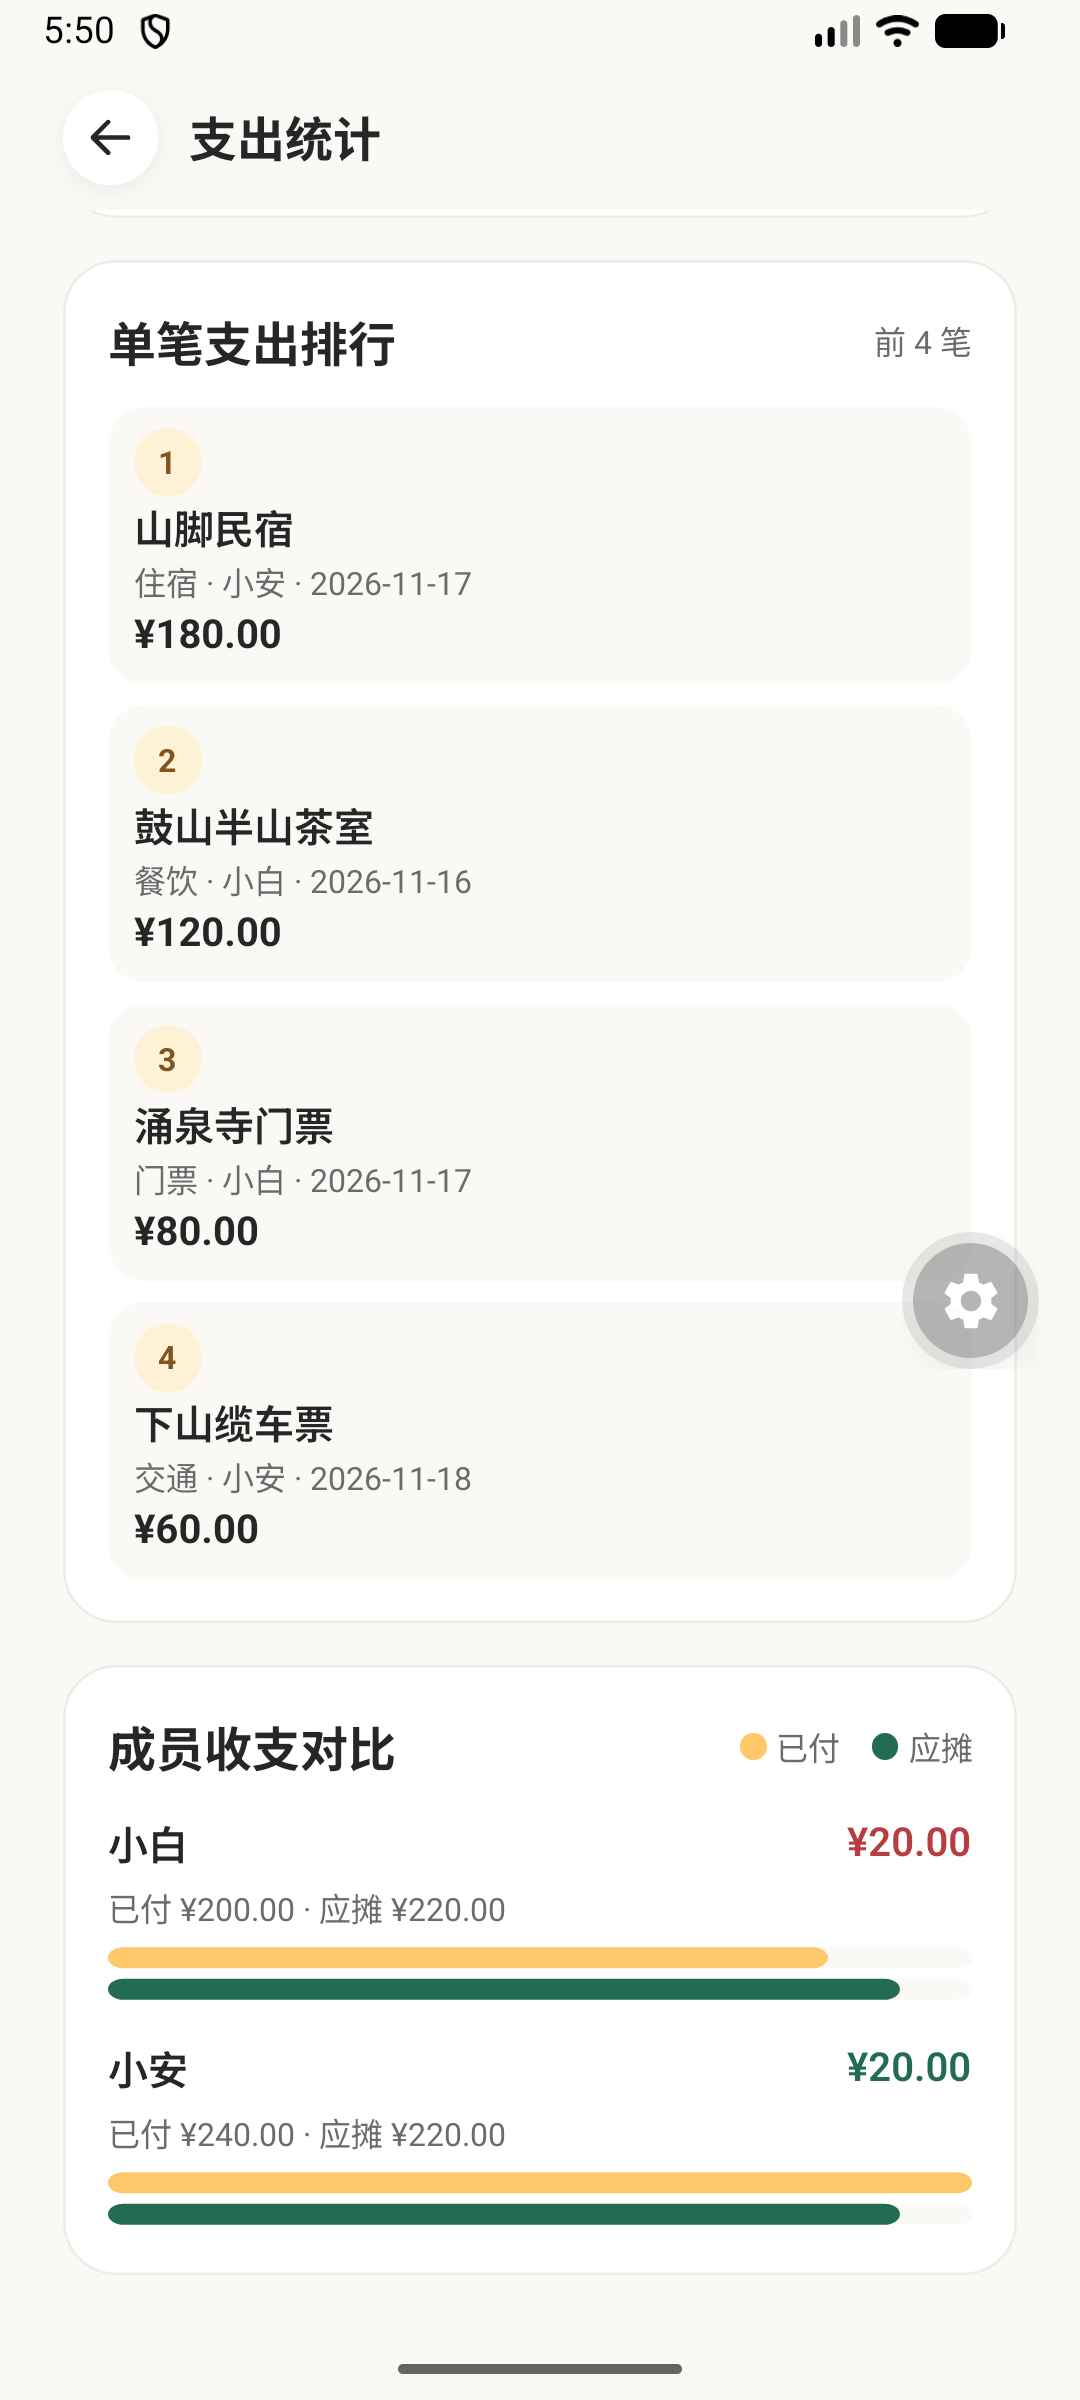 5:50
支出统计
单笔支出排行
前 4 笔
1
山脚民宿
住宿 · 小安 · 2026-11-17
¥180.00
2
鼓山半山茶室
餐饮 · 小白 · 2026-11-16
¥120.00
3
涌泉寺门票
门票 · 小白 · 2026-11-17
¥80.00
4
下山缆车票
交通 · 小安 · 2026-11-18
¥60.00
成员收支对比
已付 应摊
小白 ¥20.00
已付 ¥200.00 · 应摊 ¥220.00
小安 ¥20.00
已付 ¥240.00 · 应摊 ¥220.00